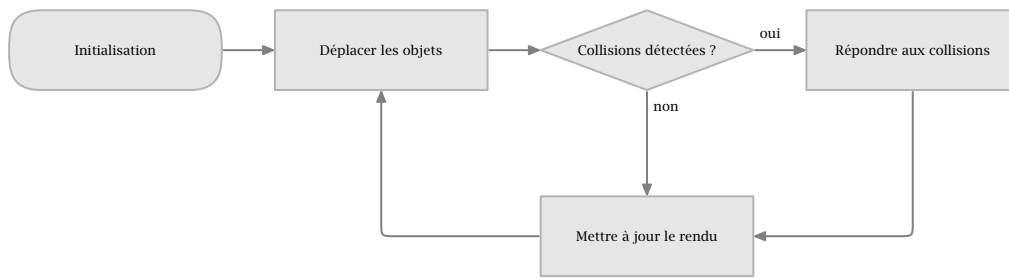 Initialisation
Déplacer les objets
Collisions détectées ?
oui
Répondre aux collisions
non
Mettre à jour le rendu